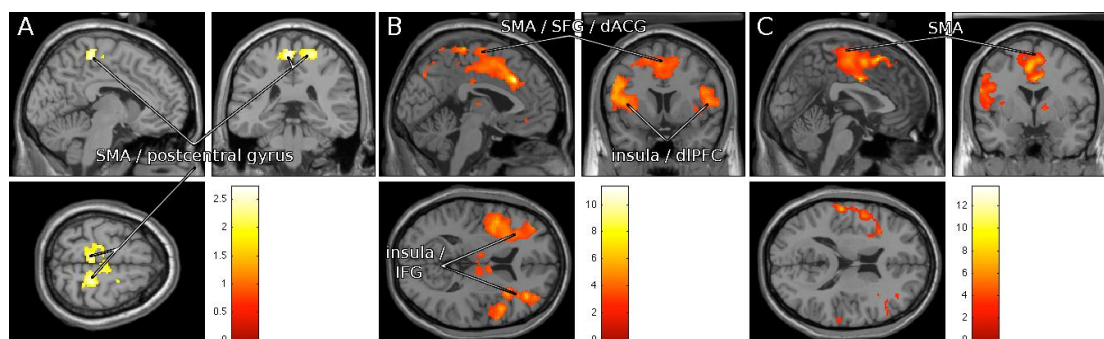 A
SMA / postcentral gyrus
2.5
2
1.5
1
0.5
0
B
SMA / SFG / dACG
insula / dlPFC
insula /
IFG
10
8
6
4
2
0
C
SMA
12
10
8
6
4
2
0